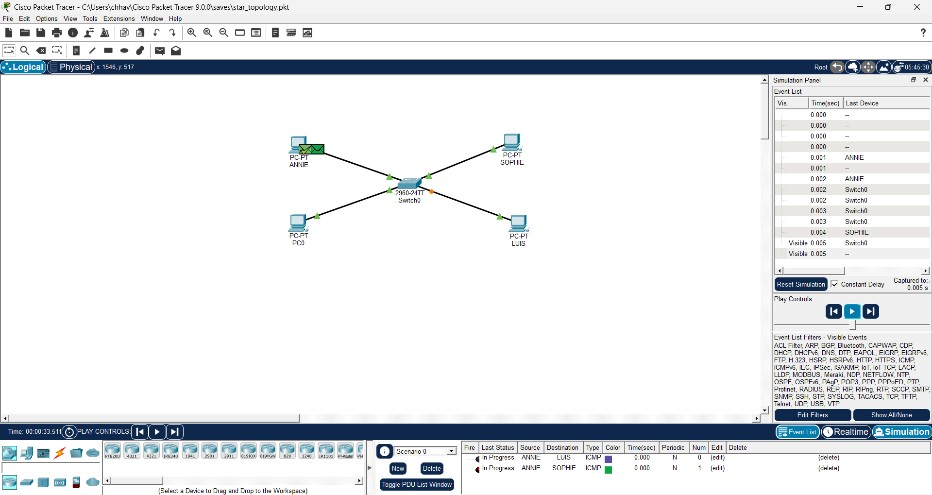 Cisco Packet Tracer - C:\Users\chhav\Cisco Packet Tracer 9.0.0\saves\star_topology.pkt
File Edit Options View Tools Extensions Window Help
?
Logical Physical x: 1546, y: 517 Root 05:45:30
Simulation Panel
Event List
Vis. Time(sec) Last Device
0.000 --
0.000 --
0.000 --
0.000 --
0.001 ANNIE
0.001 --
0.002 ANNIE
0.002 Switch0
0.002 Switch0
0.003 Switch0
0.003 Switch0
0.004 SOPHIE
Visible 0.005 Switch0
Visible 0.005 --
PC-PT
ANNIE
PC-PT
SOPHIE
2960-24TT
Switch0
PC-PT
PC0
PC-PT
LUIS
Reset Simulation Constant Delay Captured to:
0.005 s
Play Controls
Event List Filters - Visible Events
ACL Filter, ARP, BGP, Bluetooth, CAPWAP, CDP,
DHCP, DHCPv6, DNS, DTP, EAPOL, EIGRP, EIGRPv6,
FTP, H.323, HSRP, HSRPv6, HTTP, HTTPS, ICMP,
ICMPv6, IEC, IPSec, ISAKMP, IoT, IoT TCP, LACP,
LLDP, MODBUS, Meraki, NDP, NETFLOW, NTP,
OSPF, OSPFv6, PAgP, POP3, PPP, PPPoED, PTP,
Profinet, RADIUS, REP, RIP, RIPng, RTP, SCCP, SMTP,
SNMP, SSH, STP, SYSLOG, TACACS, TCP, TFTP,
Telnet, UDP, USB, VTP
Edit Filters Show All/None
Time: 00:00:33.511 PLAY CONTROLS: Event List Realtime Simulation
4321 1941 2901 2911 819HGW 829 1240
(Select a Device to Drag and Drop to the Workspace)
Scenario 0
New Delete
Toggle PDU List Window
Fire Last Status Source Destination Type Color Time(sec) Periodic Num Edit Delete
In Progress ANNIE LUIS ICMP 0.000 N 0 (edit) (delete)
In Progress ANNIE SOPHIE ICMP 0.000 N 1 (edit) (delete)